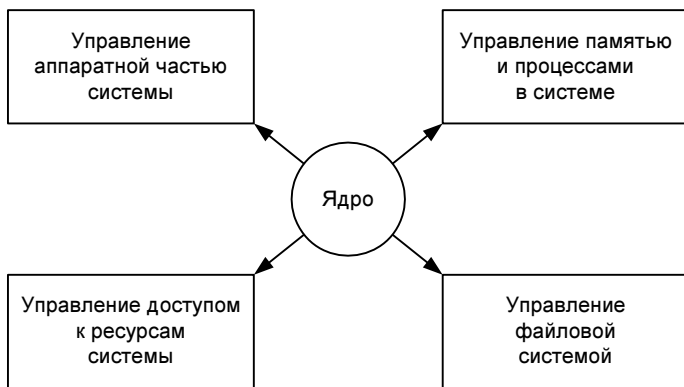 Управление
аппаратной частью
системы
Управление памятью
и процессами
в системе
Ядро
Управление доступом
к ресурсам
системы
Управление
файловой
системой